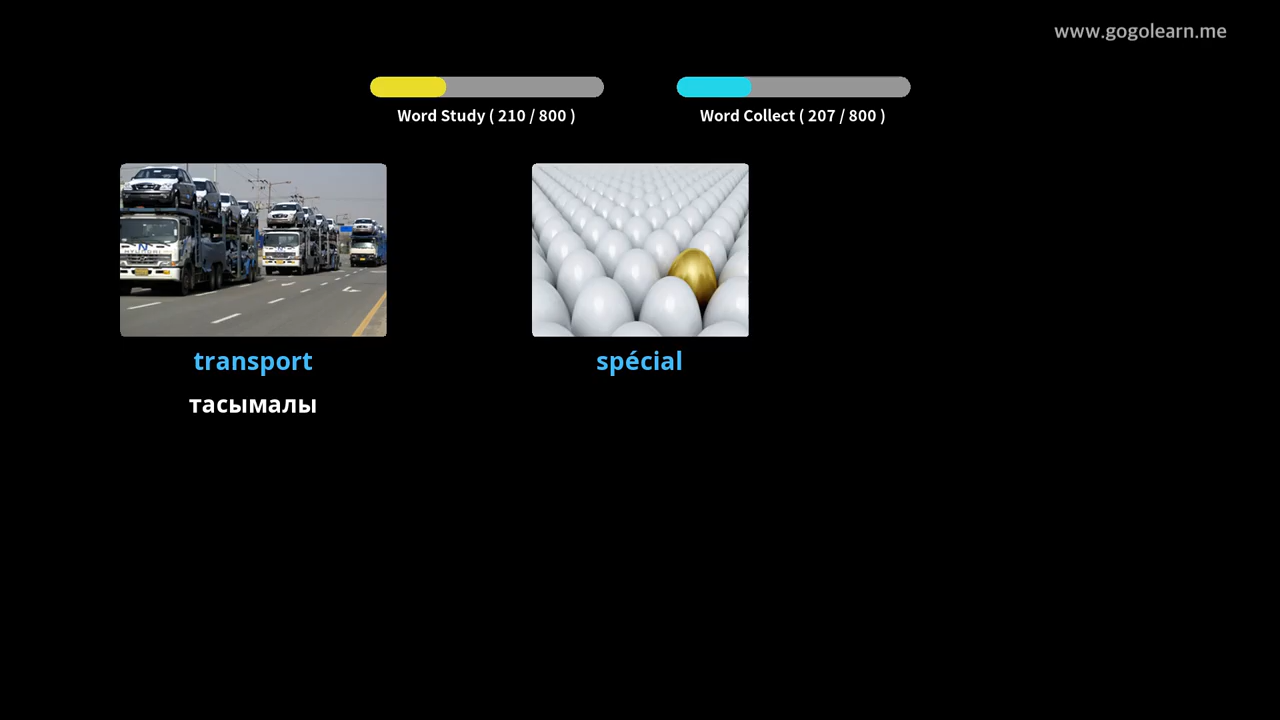 www.gogolearn.me
Word Study ( 210 / 800 )
Word Collect ( 207 / 800 )
transport
spécial
тасымалы